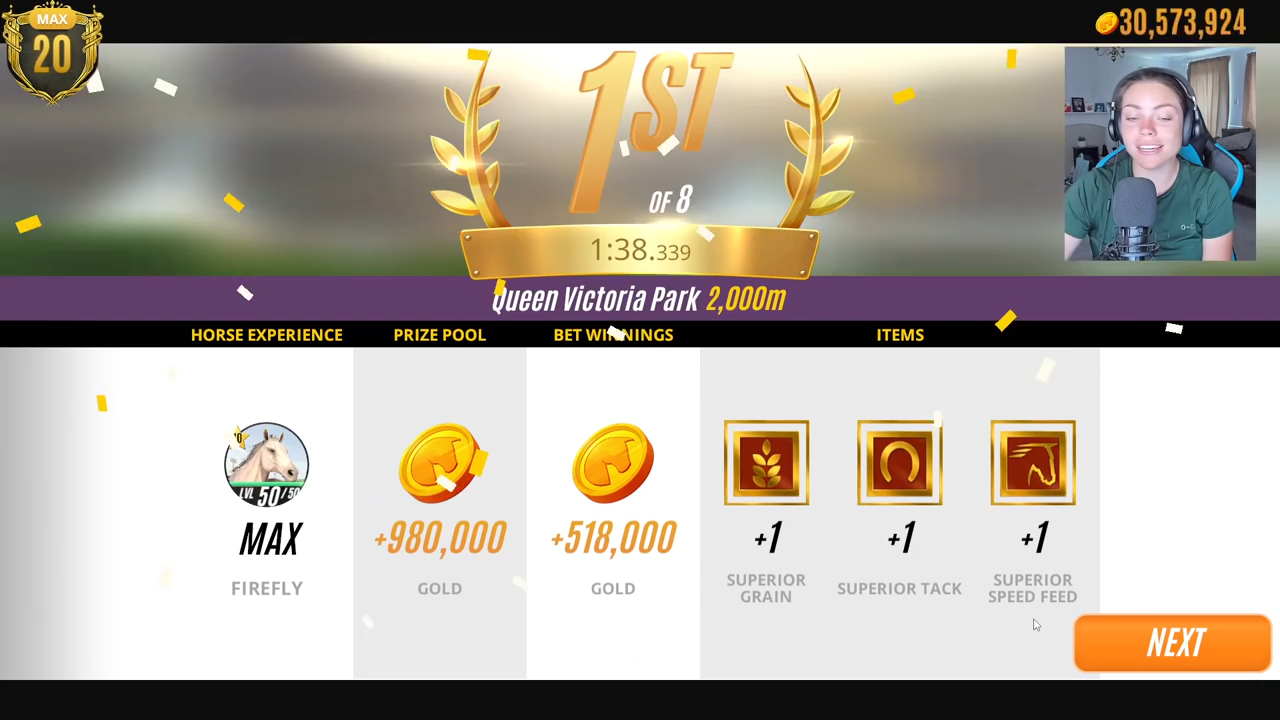 MAX
20
30,573,924
1ST
OF 8
1:38.339
Queen Victoria Park 2,000m
HORSE EXPERIENCE PRIZE POOL BET WINNINGS ITEMS
LVL 50/50
MAX +980,000 +518,000 +1 +1 +1
FIREFLY GOLD GOLD SUPERIOR GRAIN SUPERIOR TACK SUPERIOR SPEED FEED
NEXT